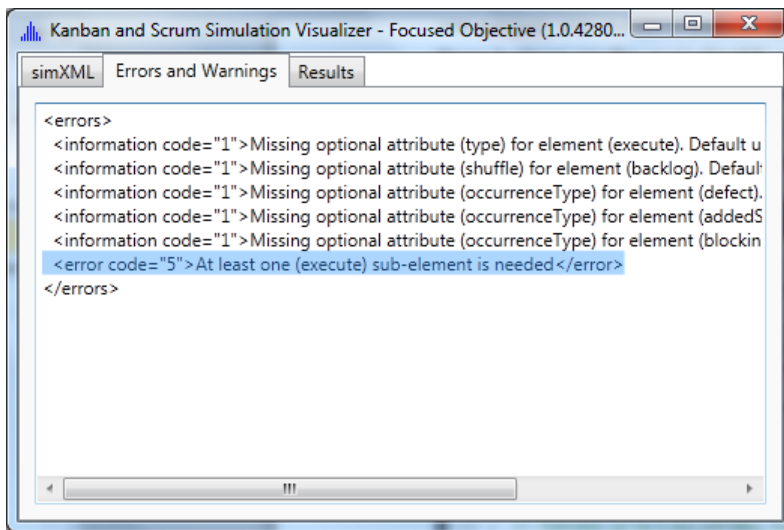 Kanban and Scrum Simulation Visualizer - Focused Objective (1.0.4280...
simXML Errors and Warnings Results
<errors>
<information code="1">Missing optional attribute (type) for element (execute). Default u
<information code="1">Missing optional attribute (shuffle) for element (backlog). Default
<information code="1">Missing optional attribute (occurrenceType) for element (defect).
<information code="1">Missing optional attribute (occurrenceType) for element (addedS
<information code="1">Missing optional attribute (occurrenceType) for element (blockin
<error code="5">At least one (execute) sub-element is needed</error>
</errors>